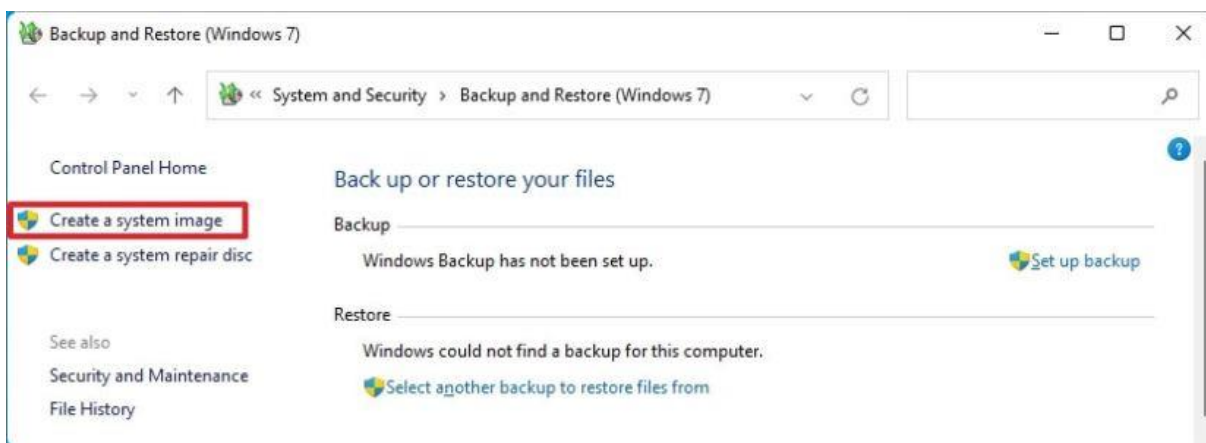 Backup and Restore (Windows 7)
« System and Security › Backup and Restore (Windows 7)
Control Panel Home
Create a system image
Create a system repair disc
See also
Security and Maintenance
File History
Back up or restore your files
Backup
Windows Backup has not been set up.
Set up backup
Restore
Windows could not find a backup for this computer.
Select another backup to restore files from